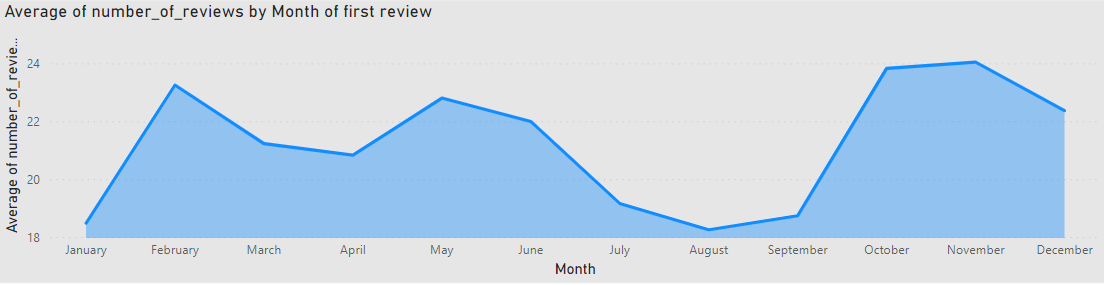 Average of number_of_reviews by Month of first review
Average of number_of_revie...
24
22
20
18
January February March April May June July August September October November December
Month